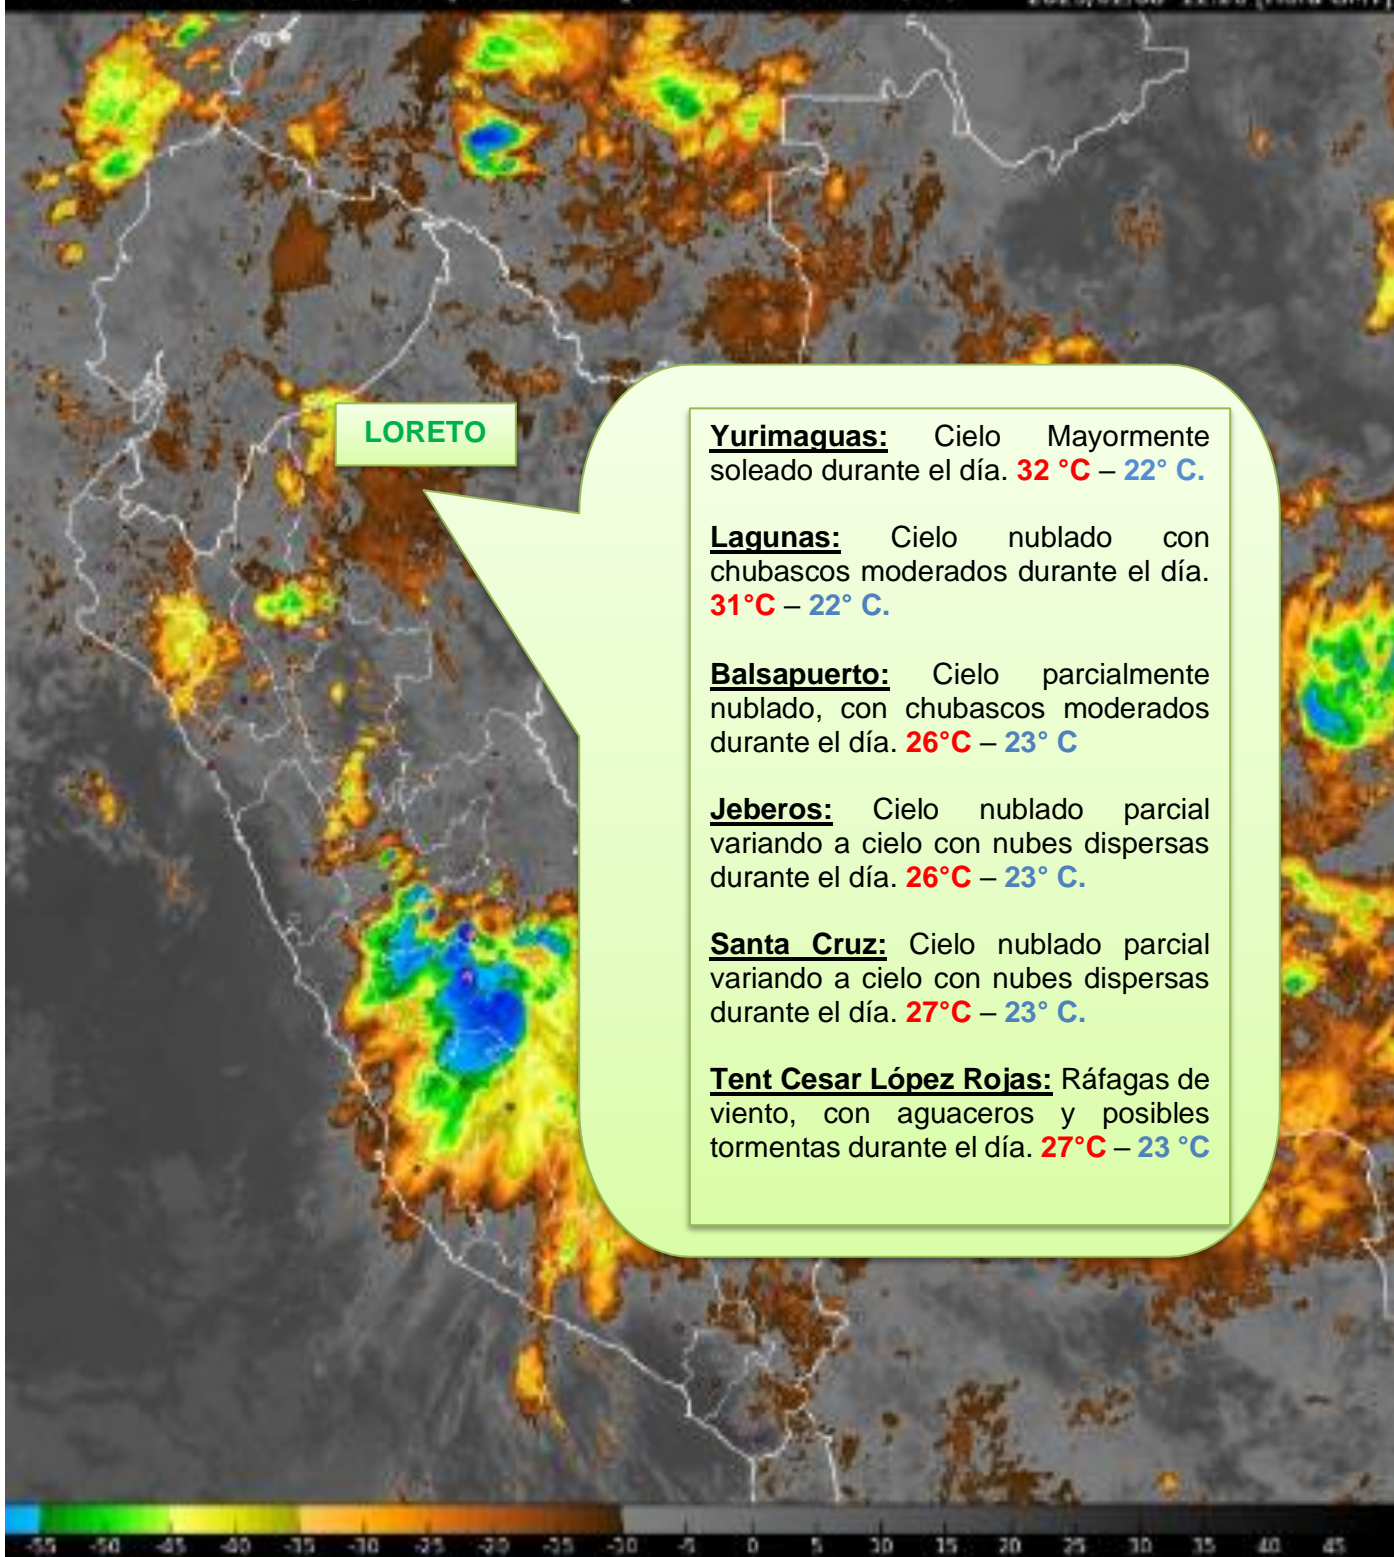 LORETO
Yurimaguas: Cielo Mayormente
soleado durante el día. 32 °C – 22° C.
Lagunas: Cielo nublado con
chubascos moderados durante el día.
31°C – 22° C.
Balsapuerto: Cielo parcialmente
nublado, con chubascos moderados
durante el día. 26°C – 23° C
Jeberos: Cielo nublado parcial
variando a cielo con nubes dispersas
durante el día. 26°C – 23° C.
Santa Cruz: Cielo nublado parcial
variando a cielo con nubes dispersas
durante el día. 27°C – 23° C.
Tent Cesar López Rojas: Ráfagas de
viento, con aguaceros y posibles
tormentas durante el día. 27°C – 23 °C
-55 -50 -45 -40 -35 -30 -25 -20 -15 -10 -5 0 5 10 15 20 25 30 35 40 45